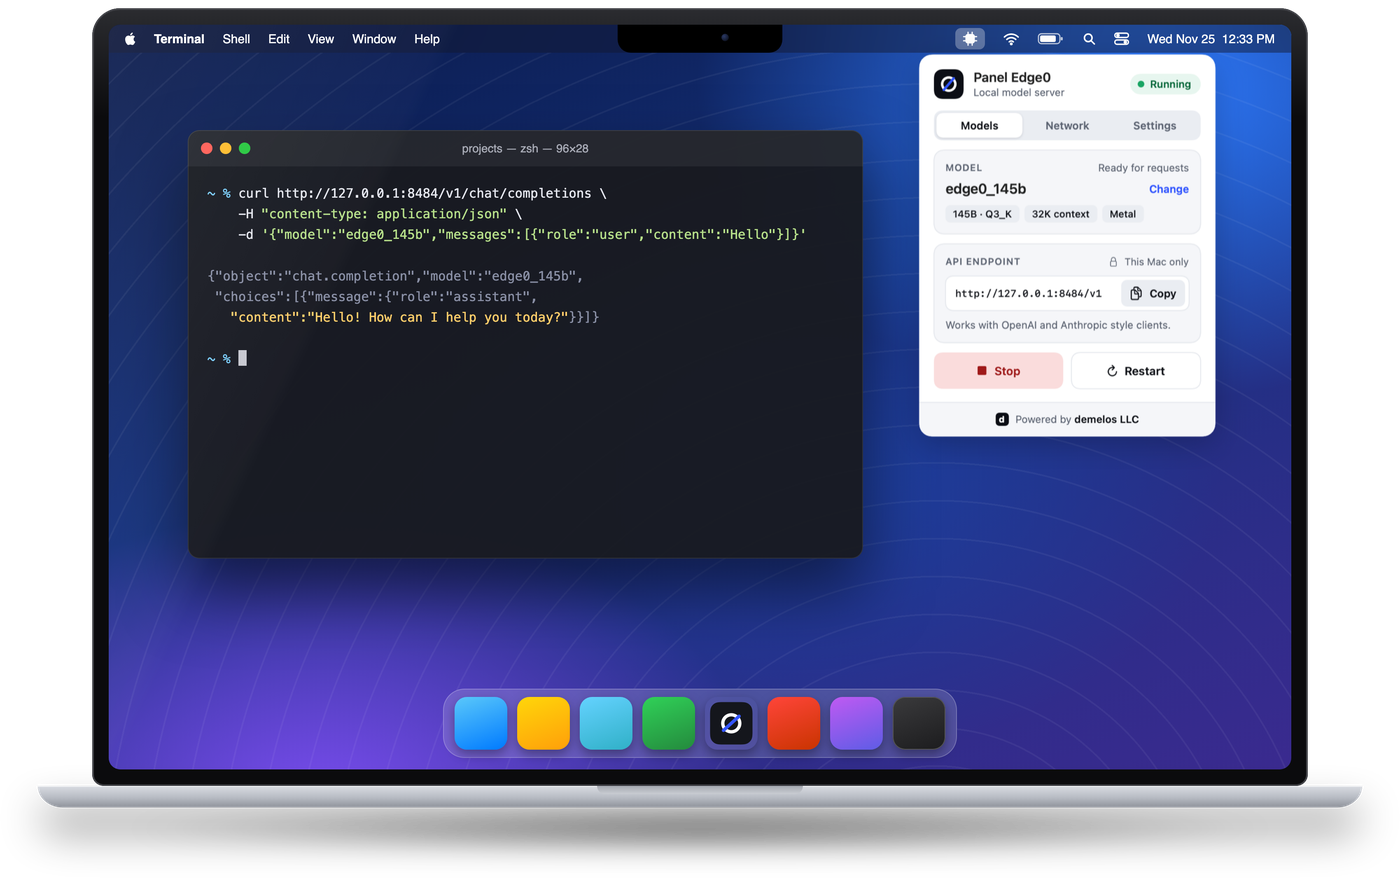 Terminal Shell Edit View Window Help
Wed Nov 25 12:33 PM
projects — zsh — 96×28
~ % curl http://127.0.0.1:8484/v1/chat/completions \
-H "content-type: application/json" \
-d '{"model":"edge0_145b","messages":[{"role":"user","content":"Hello"}]}'
{"object":"chat.completion","model":"edge0_145b",
"choices":[{"message":{"role":"assistant",
"content":"Hello! How can I help you today?"}}]}
~ %
Panel Edge0
Local model server
Running
Models Network Settings
MODEL Ready for requests
edge0_145b Change
145B · Q3_K 32K context Metal
API ENDPOINT This Mac only
http://127.0.0.1:8484/v1 Copy
Works with OpenAI and Anthropic style clients.
Stop Restart
d Powered by demelos LLC